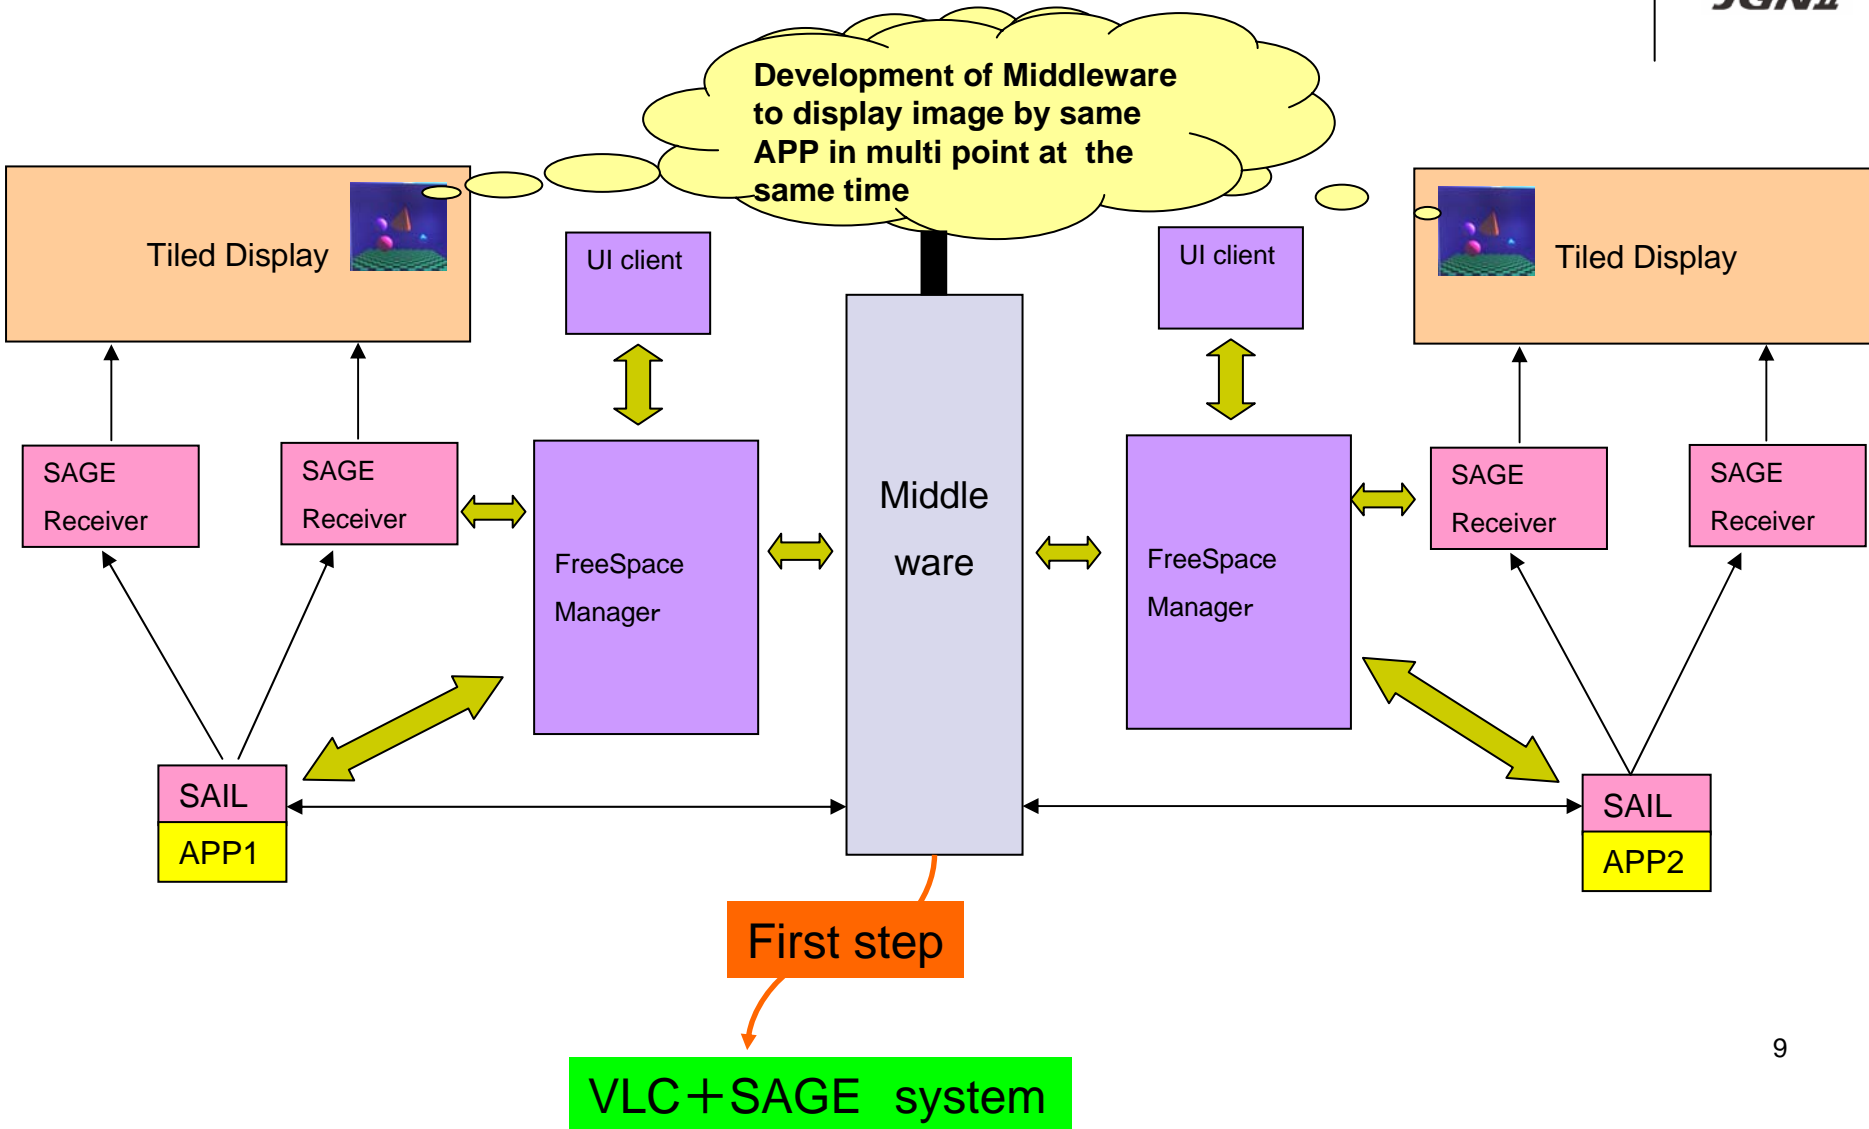 JGNII
Development of Middleware
to display image by same
APP in multi point at the
same time
Tiled Display
UI client
UI client
Tiled Display
SAGE
Receiver
SAGE
Receiver
FreeSpace
Manager
Middle
ware
FreeSpace
Manager
SAGE
Receiver
SAGE
Receiver
SAIL
APP1
SAIL
APP2
First step
VLC+SAGE system
9